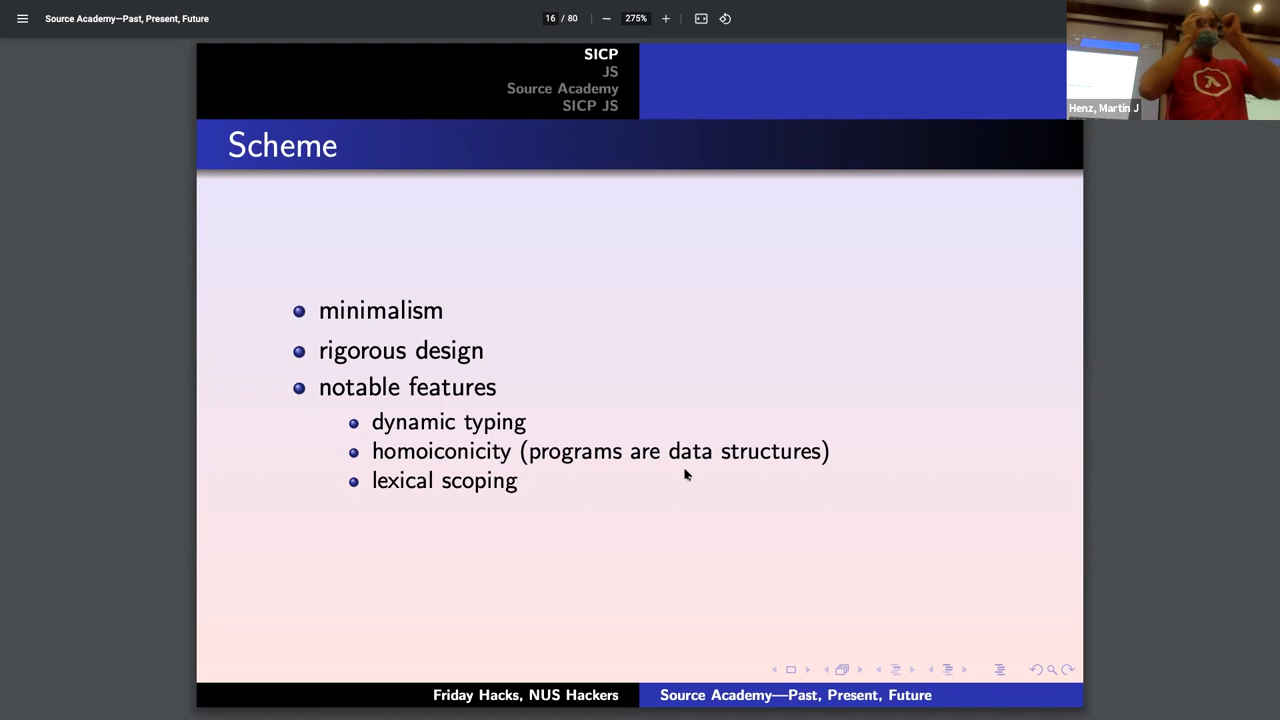 Source Academy—Past, Present, Future
16 / 80
275%
Henz, Martin J
SICP
JS
Source Academy
SICP JS
Scheme
minimalism
rigorous design
notable features
dynamic typing
homoiconicity (programs are data structures)
lexical scoping
Friday Hacks, NUS Hackers
Source Academy—Past, Present, Future